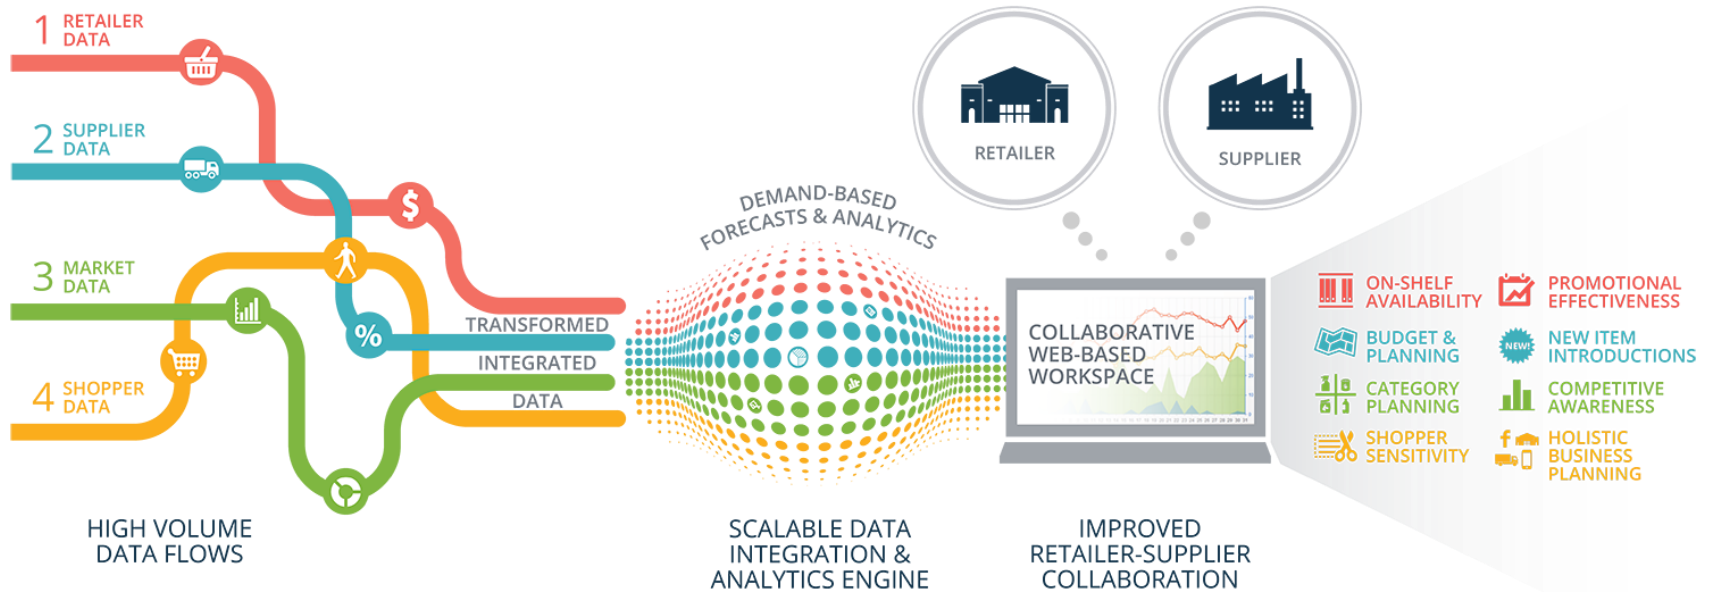 1 RETAILER
DATA
2 SUPPLIER
DATA
3 MARKET
DATA
4 SHOPPER
DATA
$
%
TRANSFORMED
INTEGRATED
DATA
HIGH VOLUME
DATA FLOWS
DEMAND-BASED
FORECASTS & ANALYTICS
SCALABLE DATA
INTEGRATION &
ANALYTICS ENGINE
RETAILER
SUPPLIER
COLLABORATIVE
WEB-BASED
WORKSPACE
IMPROVED
RETAILER-SUPPLIER
COLLABORATION
ON-SHELF
AVAILABILITY
PROMOTIONAL
EFFECTIVENESS
BUDGET &
PLANNING
NEW!
NEW ITEM
INTRODUCTIONS
CATEGORY
PLANNING
COMPETITIVE
AWARENESS
SHOPPER
SENSITIVITY
f
HOLISTIC
BUSINESS
PLANNING